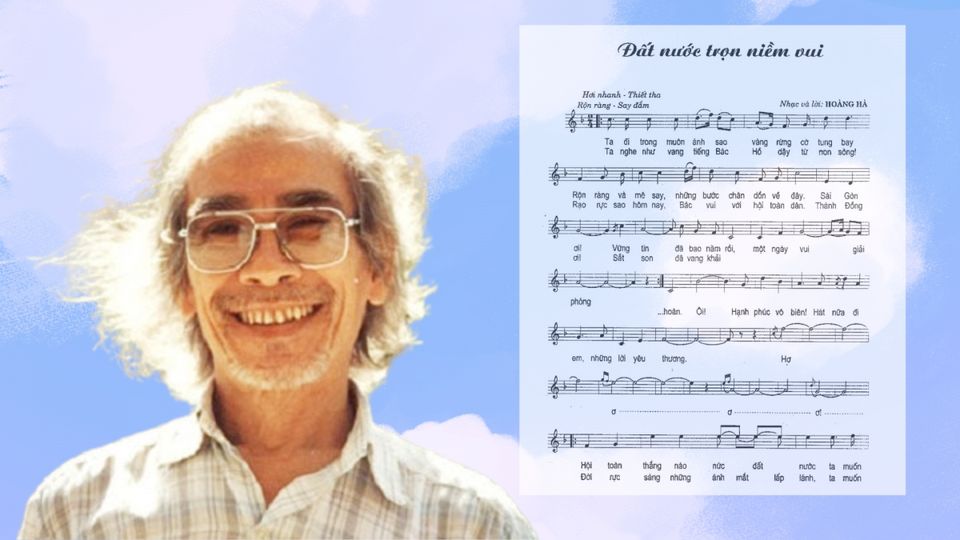 Đất nước trọn niềm vui
Hơi nhanh - Thiết tha
Rộn ràng - Say đắm
Nhạc và lời: HOÀNG HÀ
Ta đi trong muôn ánh sao vàng rừng cờ tung bay
Ta nghe như vang tiếng Bác Hồ dậy từ non sông!
Rộn ràng và mê say, những bước chân dồn về đây. Sài Gòn
Rạo rực sao hôm nay, Bác vui với hội toàn dân. Thành Đồng
ơi! Vững tin đã bao năm rồi, một ngày vui giải
ơi! Sắt son đã vang khải
phóng
...hoàn. Ôi! Hạnh phúc vô biên! Hát nữa đi
em, những lời yêu thương. Hợ
ơ ơ ơ!
Hội toàn thắng náo nức đất nước ta muốn
Đời rực sáng những ánh mắt lấp lánh, ta muốn